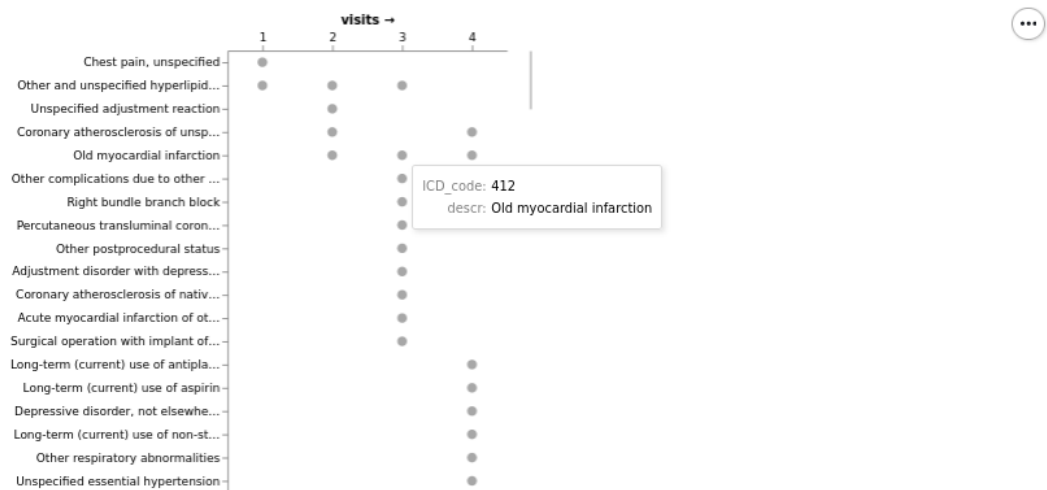 visits →
1 2 3 4
Chest pain, unspecified
Other and unspecified hyperlipid...
Unspecified adjustment reaction
Coronary atherosclerosis of unsp...
Old myocardial infarction
Other complications due to other ...
ICD_code: 412
Right bundle branch block
descr: Old myocardial infarction
Percutaneous transluminal coron...
Other postprocedural status
Adjustment disorder with depress...
Coronary atherosclerosis of nativ...
Acute myocardial infarction of ot...
Surgical operation with implant of...
Long-term (current) use of antipla...
Long-term (current) use of aspirin
Depressive disorder, not elsewhe...
Long-term (current) use of non-st...
Other respiratory abnormalities
Unspecified essential hypertension